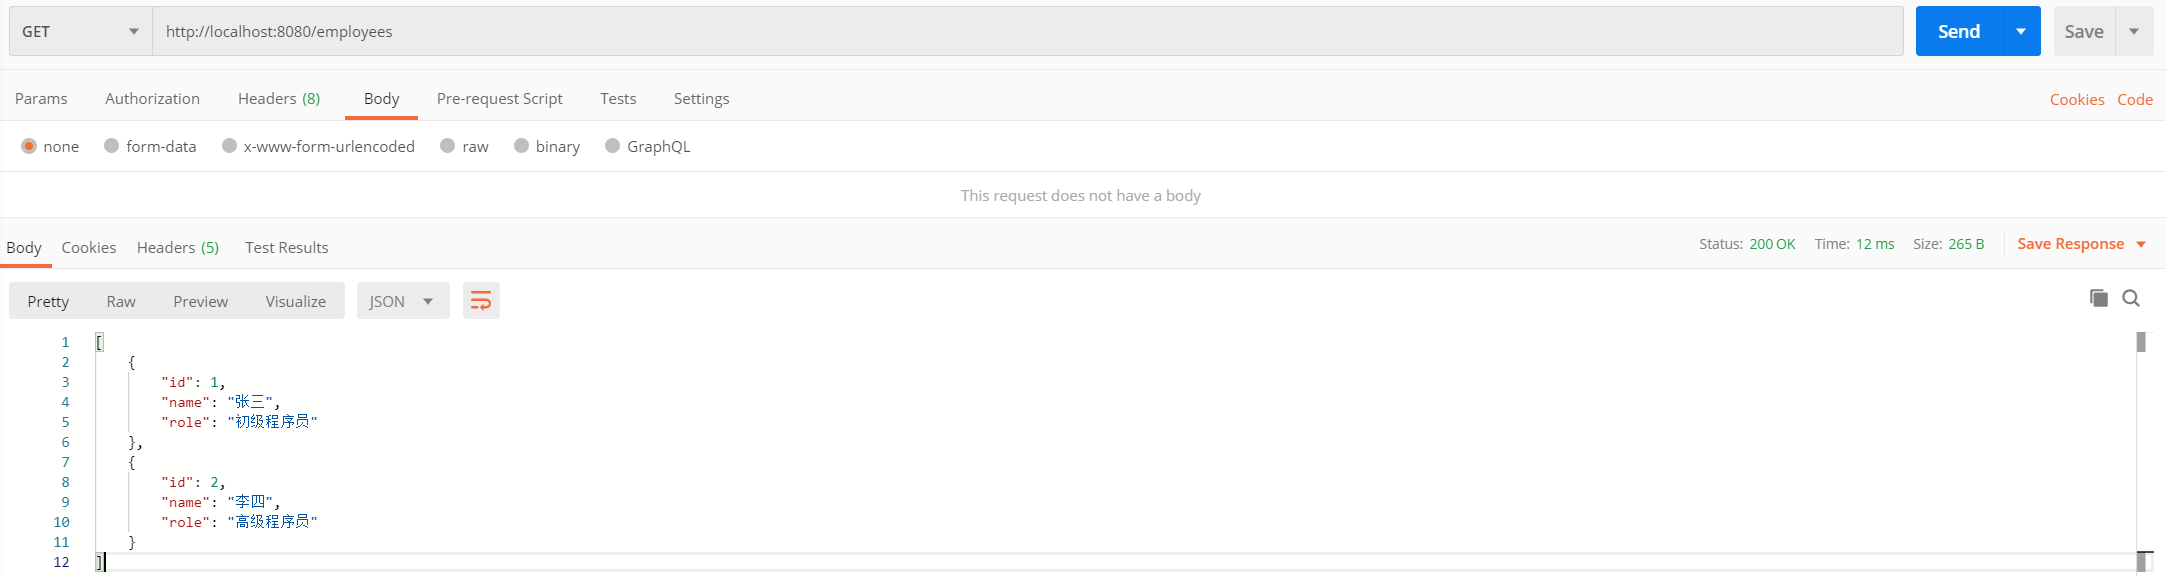 GET http://localhost:8080/employees Send Save
Params Authorization Headers (8) Body Pre-request Script Tests Settings Cookies Code
none form-data x-www-form-urlencoded raw binary GraphQL
This request does not have a body
Body Cookies Headers (5) Test Results Status: 200 OK Time: 12 ms Size: 265 B Save Response
Pretty Raw Preview Visualize JSON
1 [
2 {
3 "id": 1,
4 "name": "张三",
5 "role": "初级程序员"
6 },
7 {
8 "id": 2,
9 "name": "李四",
10 "role": "高级程序员"
11 }
12 ]